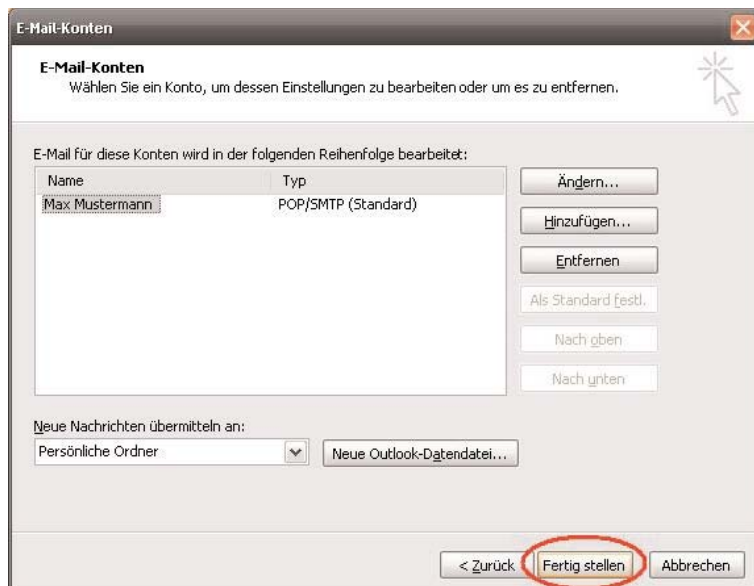 E-Mail-Konten
E-Mail-Konten
Wählen Sie ein Konto, um dessen Einstellungen zu bearbeiten oder um es zu entfernen.
E-Mail für diese Konten wird in der folgenden Reihenfolge bearbeitet:
Name Typ
Max Mustermann POP/SMTP (Standard)
Ändern...
Hinzufügen...
Entfernen
Als Standard festl.
Nach oben
Nach unten
Neue Nachrichten übermitteln an:
Persönliche Ordner Neue Outlook-Datendatei...
< Zurück Fertig stellen Abbrechen